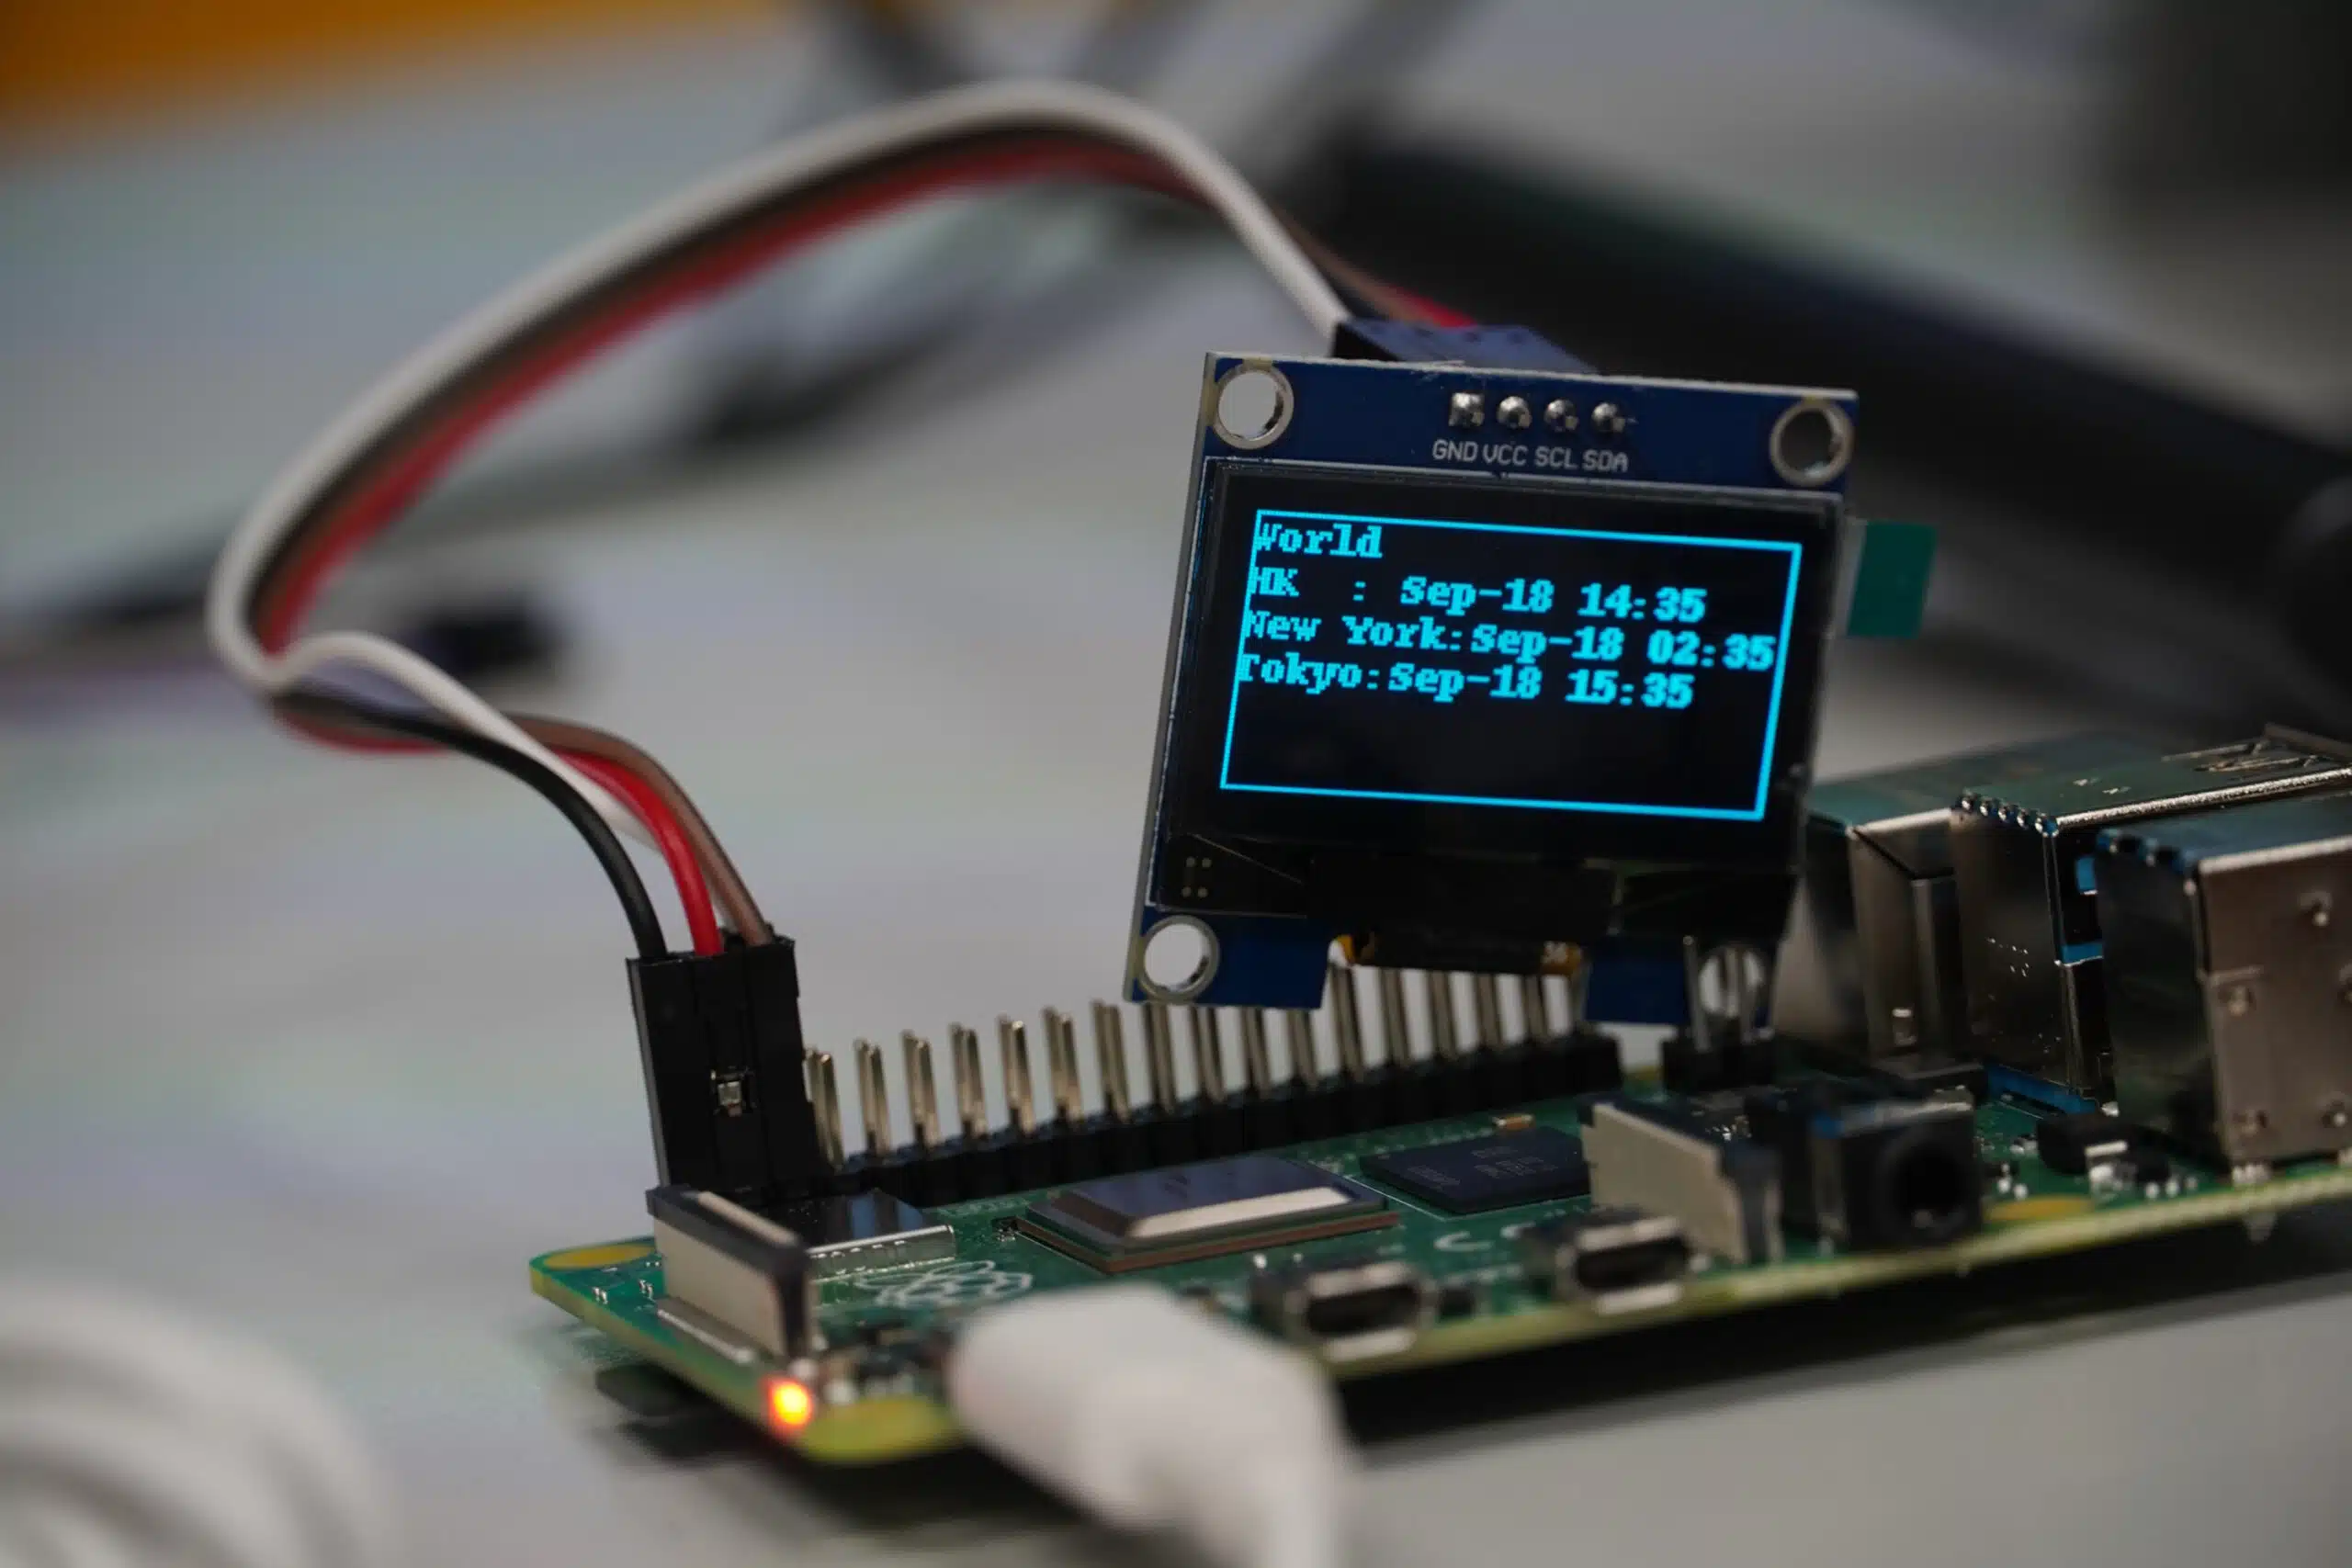 GND VCC SCL SDA
World
HK : Sep-18 14:35
New York:Sep-18 02:35
Tokyo:Sep-18 15:35